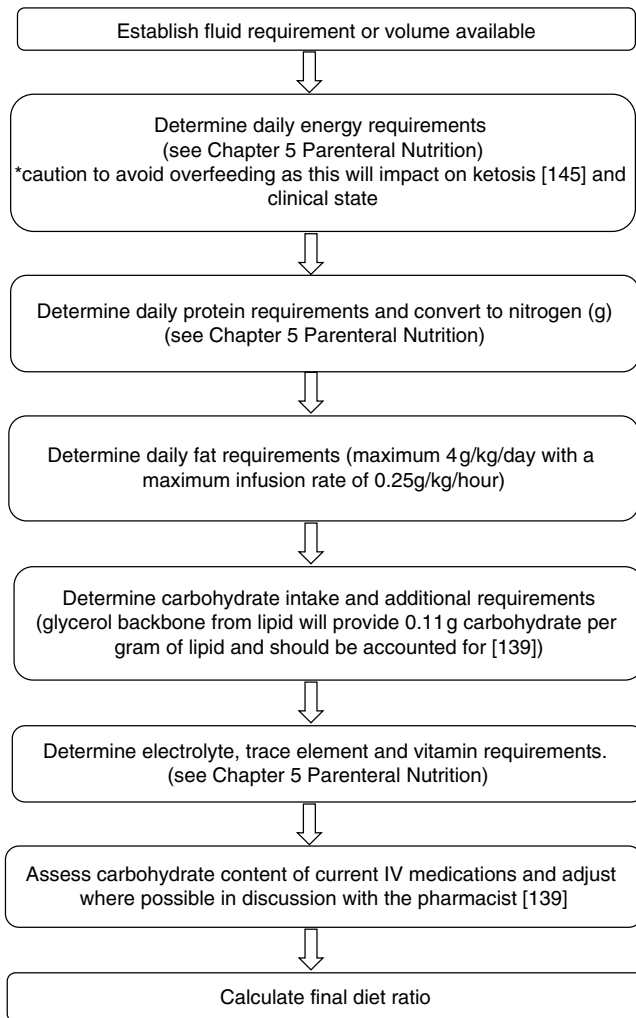 Establish fluid requirement or volume available
Determine daily energy requirements
(see Chapter 5 Parenteral Nutrition)
*caution to avoid overfeeding as this will impact on ketosis [145] and
clinical state
Determine daily protein requirements and convert to nitrogen (g)
(see Chapter 5 Parenteral Nutrition)
Determine daily fat requirements (maximum 4g/kg/day with a
maximum infusion rate of 0.25g/kg/hour)
Determine carbohydrate intake and additional requirements
(glycerol backbone from lipid will provide 0.11g carbohydrate per
gram of lipid and should be accounted for [139])
Determine electrolyte, trace element and vitamin requirements.
(see Chapter 5 Parenteral Nutrition)
Assess carbohydrate content of current IV medications and adjust
where possible in discussion with the pharmacist [139]
Calculate final diet ratio